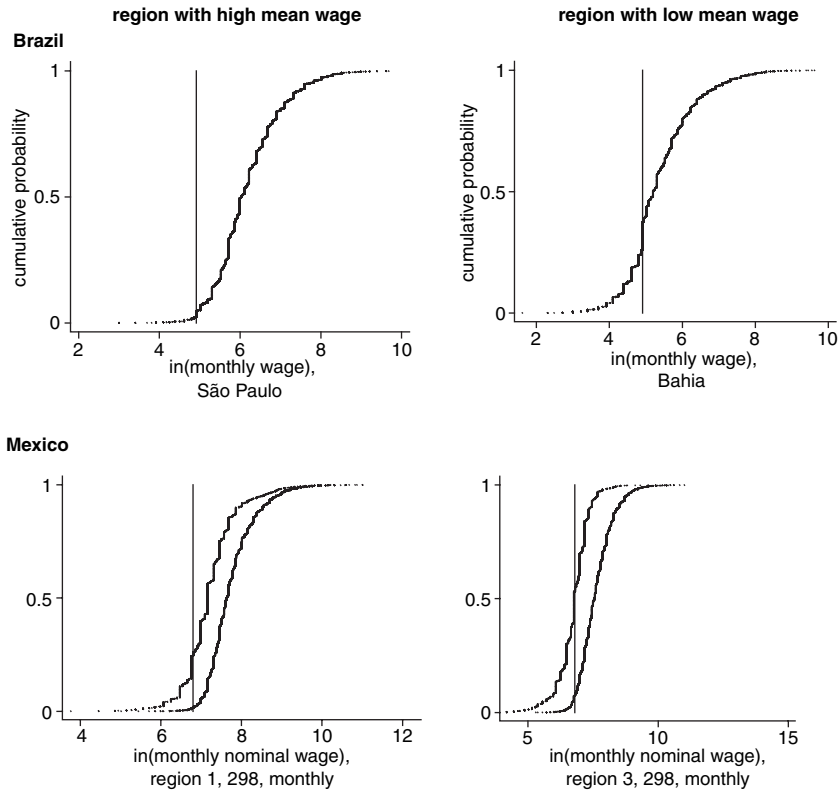 region with high mean wage
region with low mean wage
Brazil
cumulative probability
1
0.5
0
2 4 6 8 10
in(monthly wage),
São Paulo
cumulative probability
1
0.5
0
2 4 6 8 10
in(monthly wage),
Bahia
Mexico
1
0.5
0
4 6 8 10 12
in(monthly nominal wage),
region 1, 298, monthly
1
0.5
0
5 10 15
in(monthly nominal wage),
region 3, 298, monthly